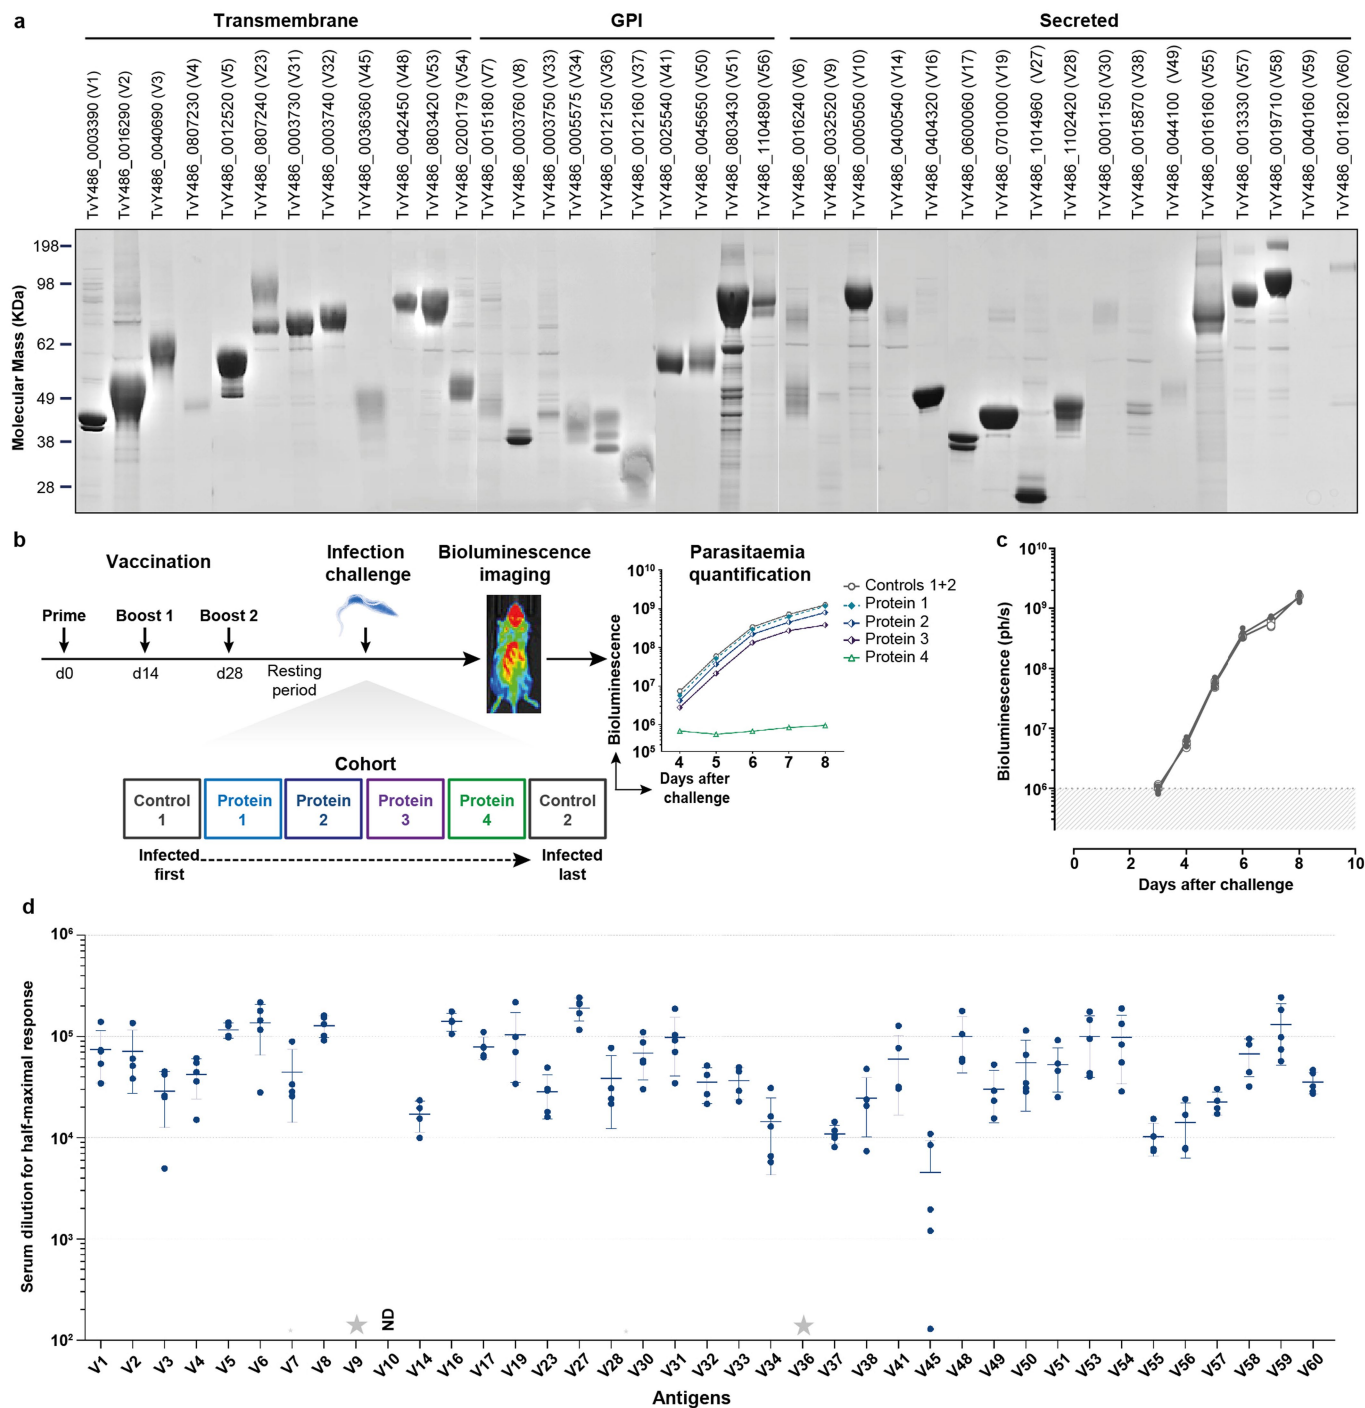 a
Transmembrane
GPI
Secreted
TvY486_0003990 (V1)
TvY486_0016290 (V2)
TvY486_0040690 (V3)
TvY486_0807230 (V4)
TvY486_0012520 (V5)
TvY486_0807240 (V23)
TvY486_0003730 (V31)
TvY486_0003740 (V32)
TvY486_0036360 (V45)
TvY486_0042450 (V48)
TvY486_0803420 (V53)
TvY486_0200178 (V54)
TvY486_0015180 (V7)
TvY486_0003760 (V8)
TvY486_0003750 (V33)
TvY486_0005575 (V34)
TvY486_0012150 (V36)
TvY486_0012160 (V37)
TvY486_0025540 (V41)
TvY486_0045650 (V50)
TvY486_0803430 (V51)
TvY486_1104890 (V56)
TvY486_0016240 (V6)
TvY486_0032520 (V9)
TvY486_0005050 (V10)
TvY486_0400540 (V14)
TvY486_0404320 (V16)
TvY486_0600060 (V17)
TvY486_0701000 (V19)
TvY486_10149960 (V27)
TvY486_1102420 (V28)
TvY486_0001150 (V30)
TvY486_0015870 (V38)
TvY486_0044100 (V49)
TvY486_0016160 (V55)
TvY486_0013330 (V57)
TvY486_0019710 (V58)
TvY486_0040160 (V59)
TvY486_0011820 (V60)
Molecular Mass (KDa)
198
98
62
49
38
28
b
Vaccination
Infection
challenge
Bioluminescence
imaging
Parasitaemia
quantification
Prime
Boost 1
Boost 2
d0
d14
d28
Resting
period
Cohort
Control
1
Protein
1
Protein
2
Protein
3
Protein
4
Control
2
Infected
first
Infected
last
Bioluminescence
10¹⁰
10⁹
10⁸
10⁷
10⁶
10⁵
4 5 6 7 8
Days after
challenge
Controls 1+2
Protein 1
Protein 2
Protein 3
Protein 4
c
Bioluminescence (ph/s)
10¹⁰
10⁹
10⁸
10⁷
10⁶
0 2 4 6 8 10
Days after challenge
d
Serum dilution for half-maximal response
10⁶
10⁵
10⁴
10³
10²
ND
V1 V2 V3 V4 V5 V6 V7 V8 V9 V10 V14 V16 V17 V19 V23 V27 V28 V30 V31 V32 V33 V34 V36 V37 V38 V41 V45 V48 V49 V50 V51 V53 V54 V55 V56 V57 V58 V59 V60
Antigens